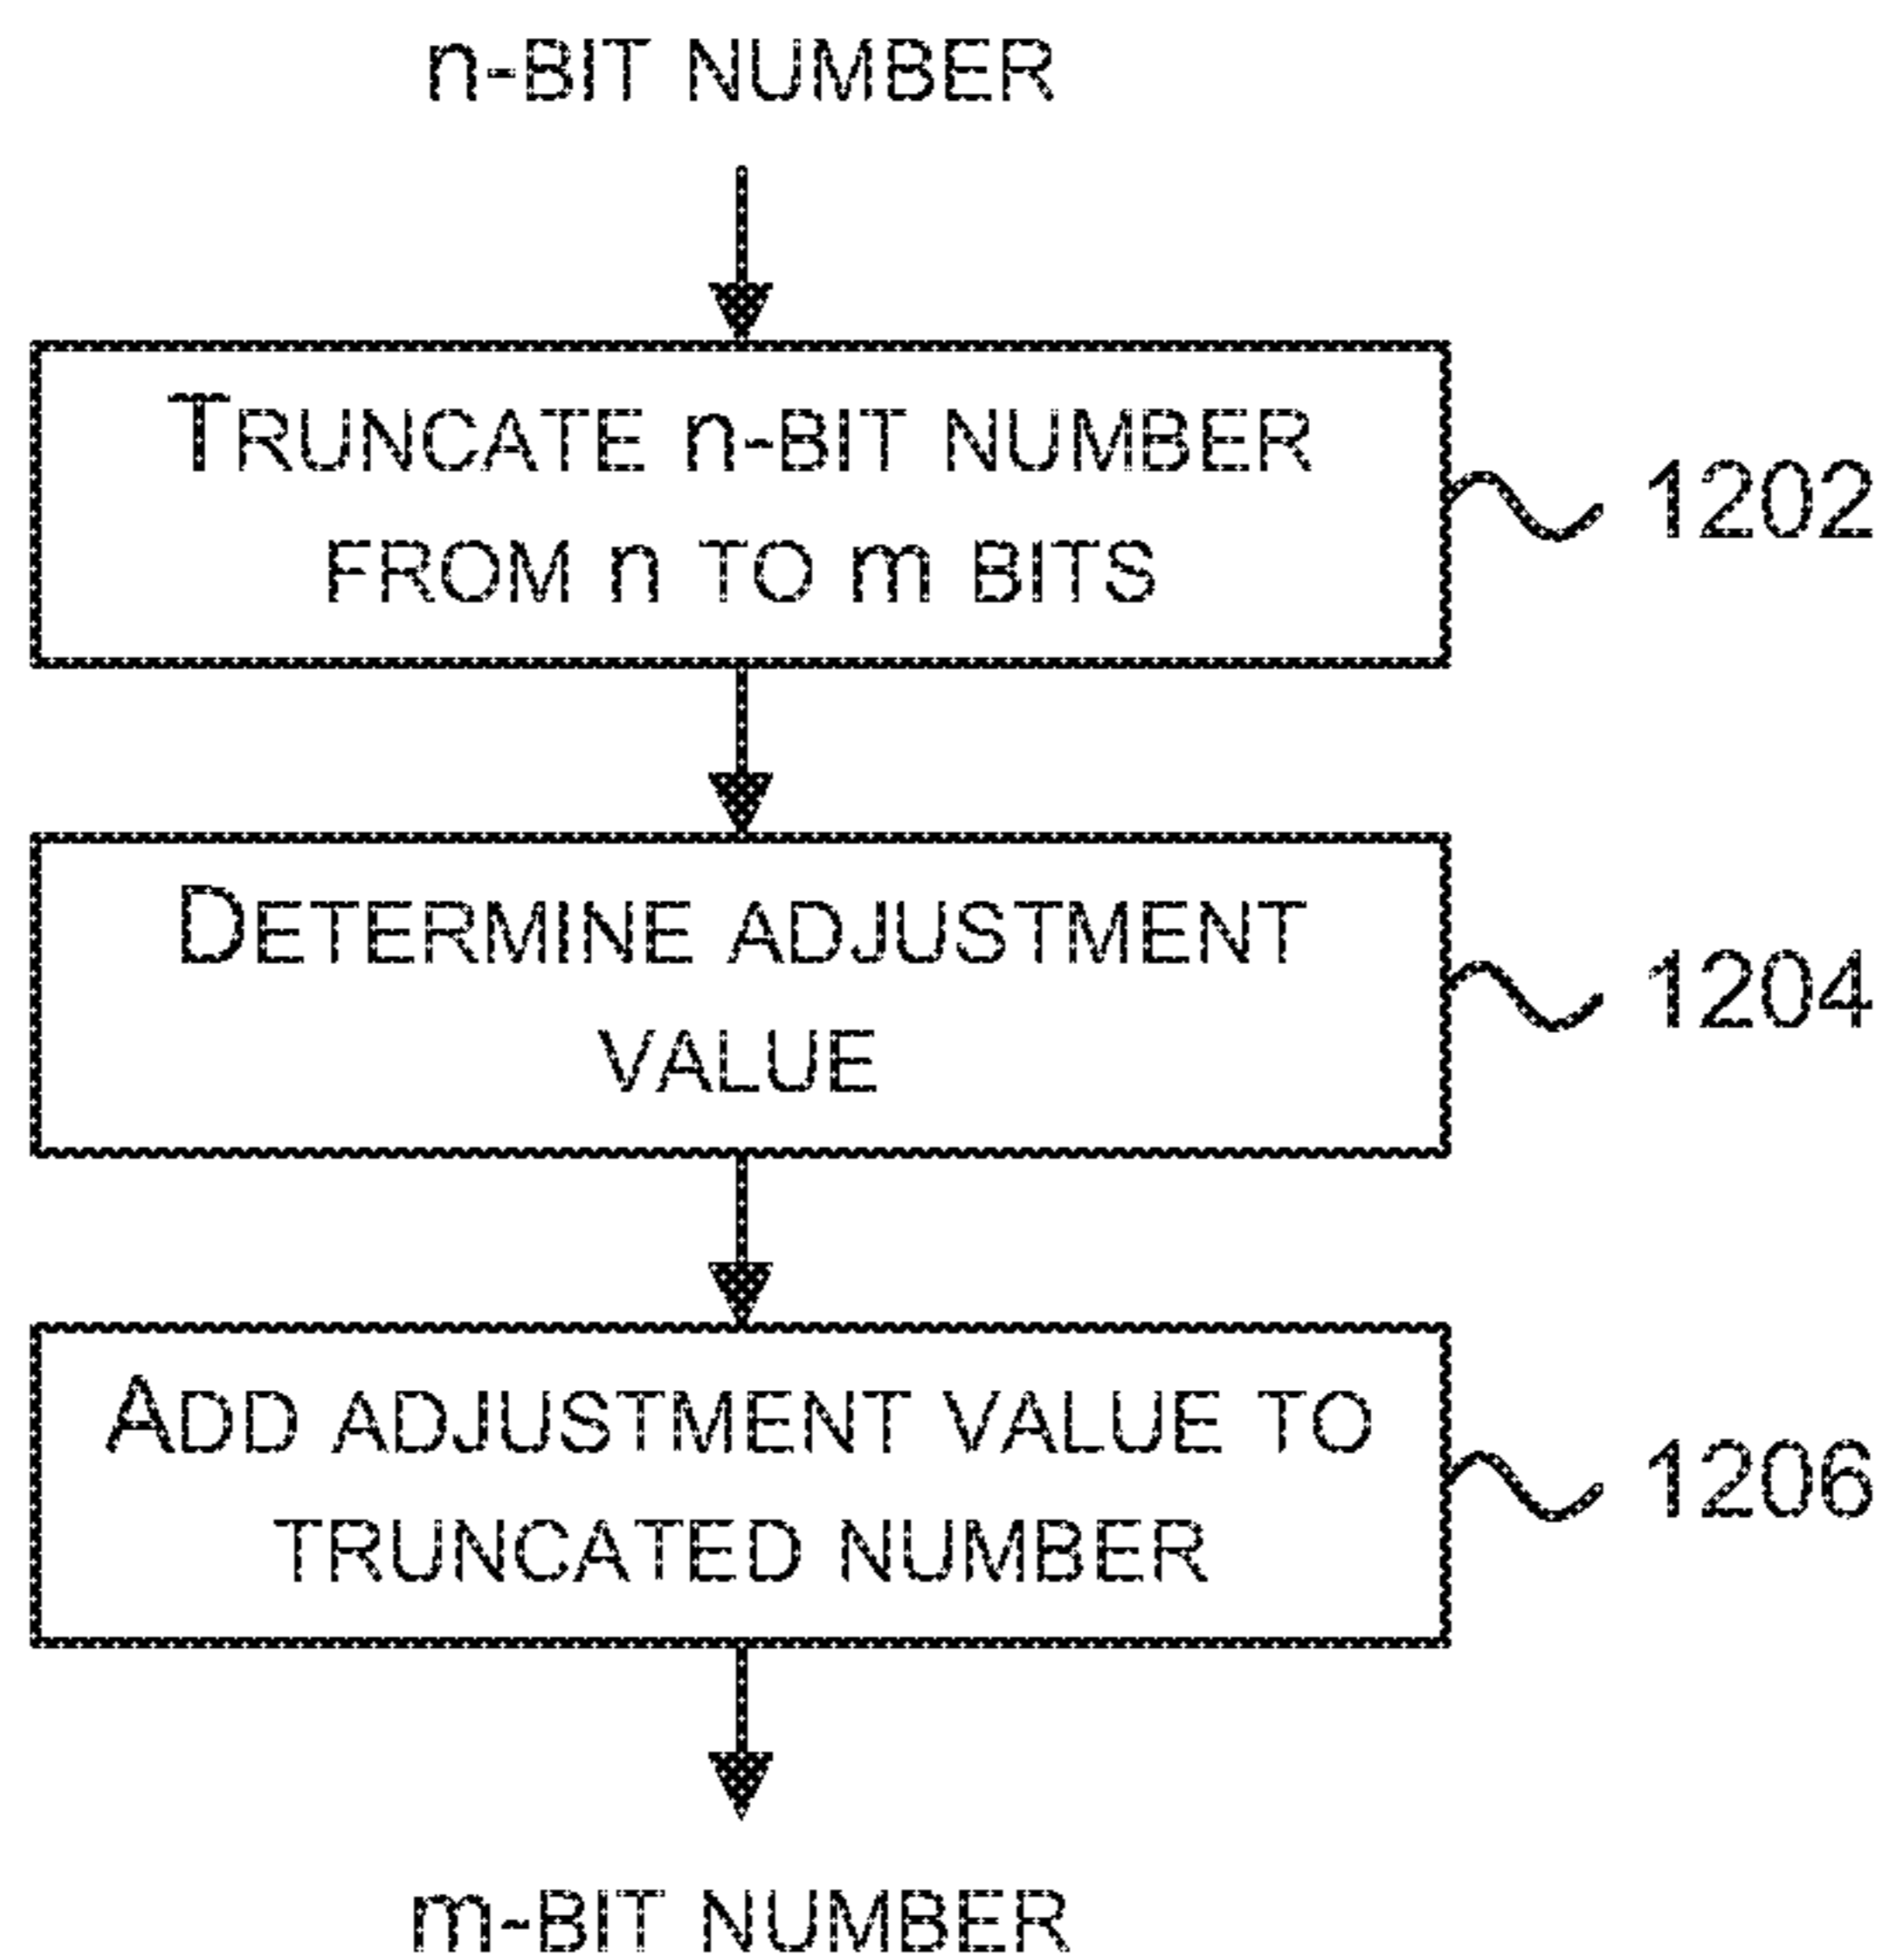 n-BIT NUMBER
TRUNCATE n-BIT NUMBER
FROM n TO m BITS
1202
DETERMINE ADJUSTMENT
VALUE
1204
ADD ADJUSTMENT VALUE TO
TRUNCATED NUMBER
1206
m-BIT NUMBER